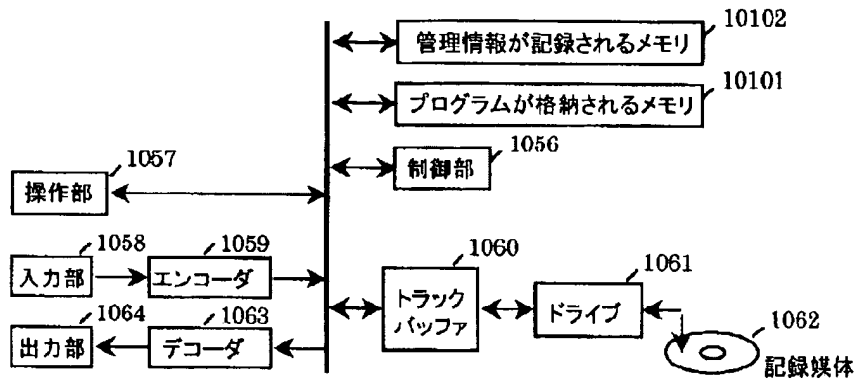 10102
管理情報が記録されるメモリ
10101
プログラムが格納されるメモリ
1056
制御部
1057
操作部
1058
入力部
1059
エンコーダ
1060
トラック
バッファ
1061
ドライブ
1062
記録媒体
1064
出力部
1063
デコーダ